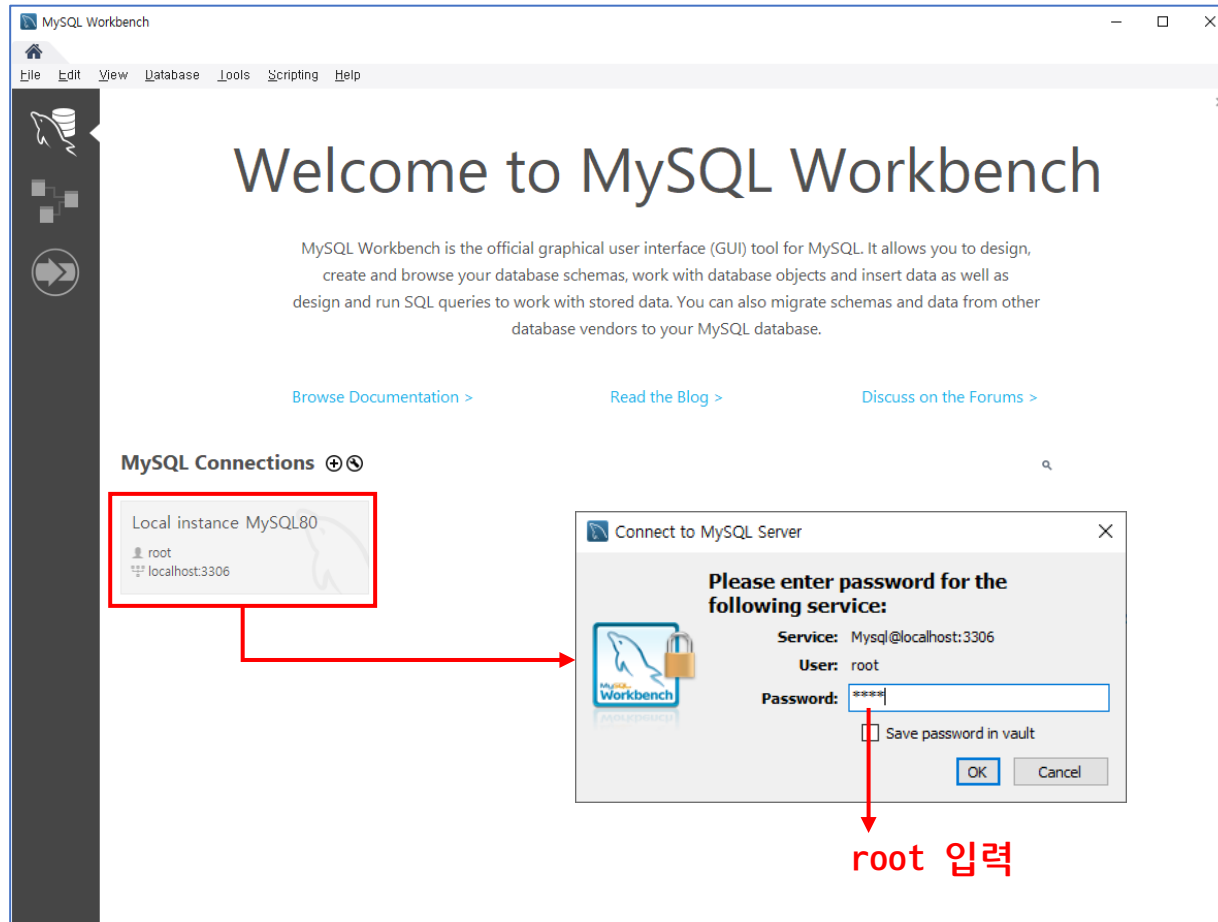 MySQL Workbench
File Edit View Database Tools Scripting Help
Welcome to MySQL Workbench
MySQL Workbench is the official graphical user interface (GUI) tool for MySQL. It allows you to design,
create and browse your database schemas, work with database objects and insert data as well as
design and run SQL queries to work with stored data. You can also migrate schemas and data from other
database vendors to your MySQL database.
Browse Documentation > Read the Blog > Discuss on the Forums >
MySQL Connections
Local instance MySQL80
root
localhost:3306
Connect to MySQL Server
Please enter password for the
following service:
Service: Mysql@localhost:3306
User: root
Password: ****
Save password in vault
OK Cancel
MySQL
Workbench
root 입력